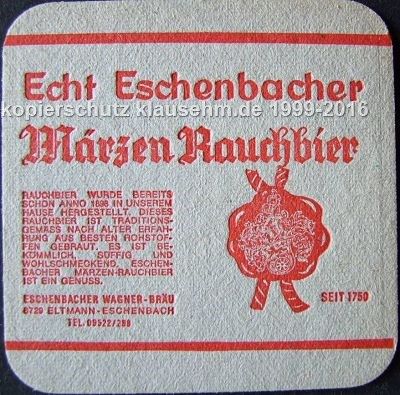 Echt Eschenbacher
kopierschutz klausehm.de 1999-2016
Märzen Rauchbier
RAUCHBIER WURDE BEREITS
SCHON ANNO 1898 IN UNSEREM
HAUSE HERGESTELLT. DIESES
RAUCHBIER IST TRADITIONS-
GEMÄSS NACH ALTER ERFAH-
RUNG AUS BESTEN ROHSTOF-
FEN GEBRAUT. ES IST BE-
KÖMMLICH, SÜFFIG UND
WOHLSCHMECKEND. ESCHEN-
BACHER MÄRZEN-RAUCHBIER
IST EIN GENUSS.
ESCHENBACHER WAGNER-BRÄU
8729 ELTMANN-ESCHENBACH
TEL. 09522/288
SEIT 1750